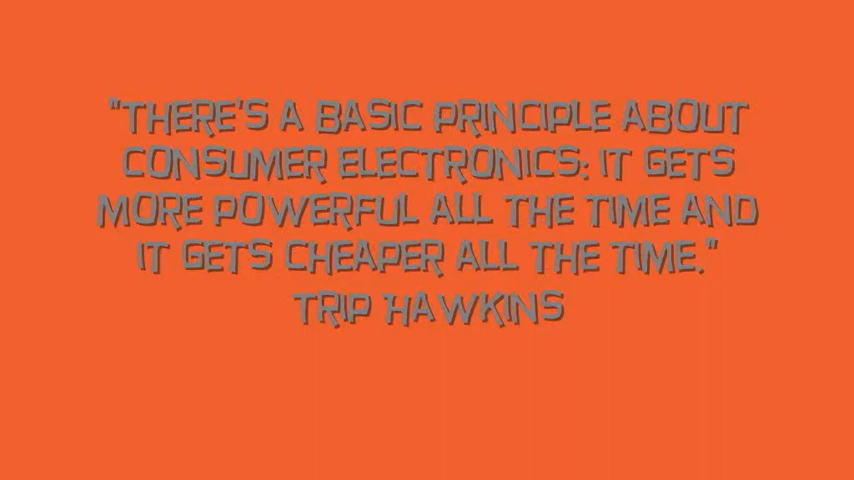 "THERE'S A BASIC PRINCIPLE ABOUT
CONSUMER ELECTRONICS: IT GETS
MORE POWERFUL ALL THE TIME AND
IT GETS CHEAPER ALL THE TIME."
TRIP HAWKINS